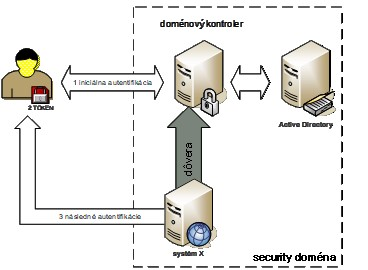 doménový kontroler
1 iniciálna autentifikácia
2 TOKEN
Active Directory
dôvera
3 následné autentifikácie
systém X
security doména